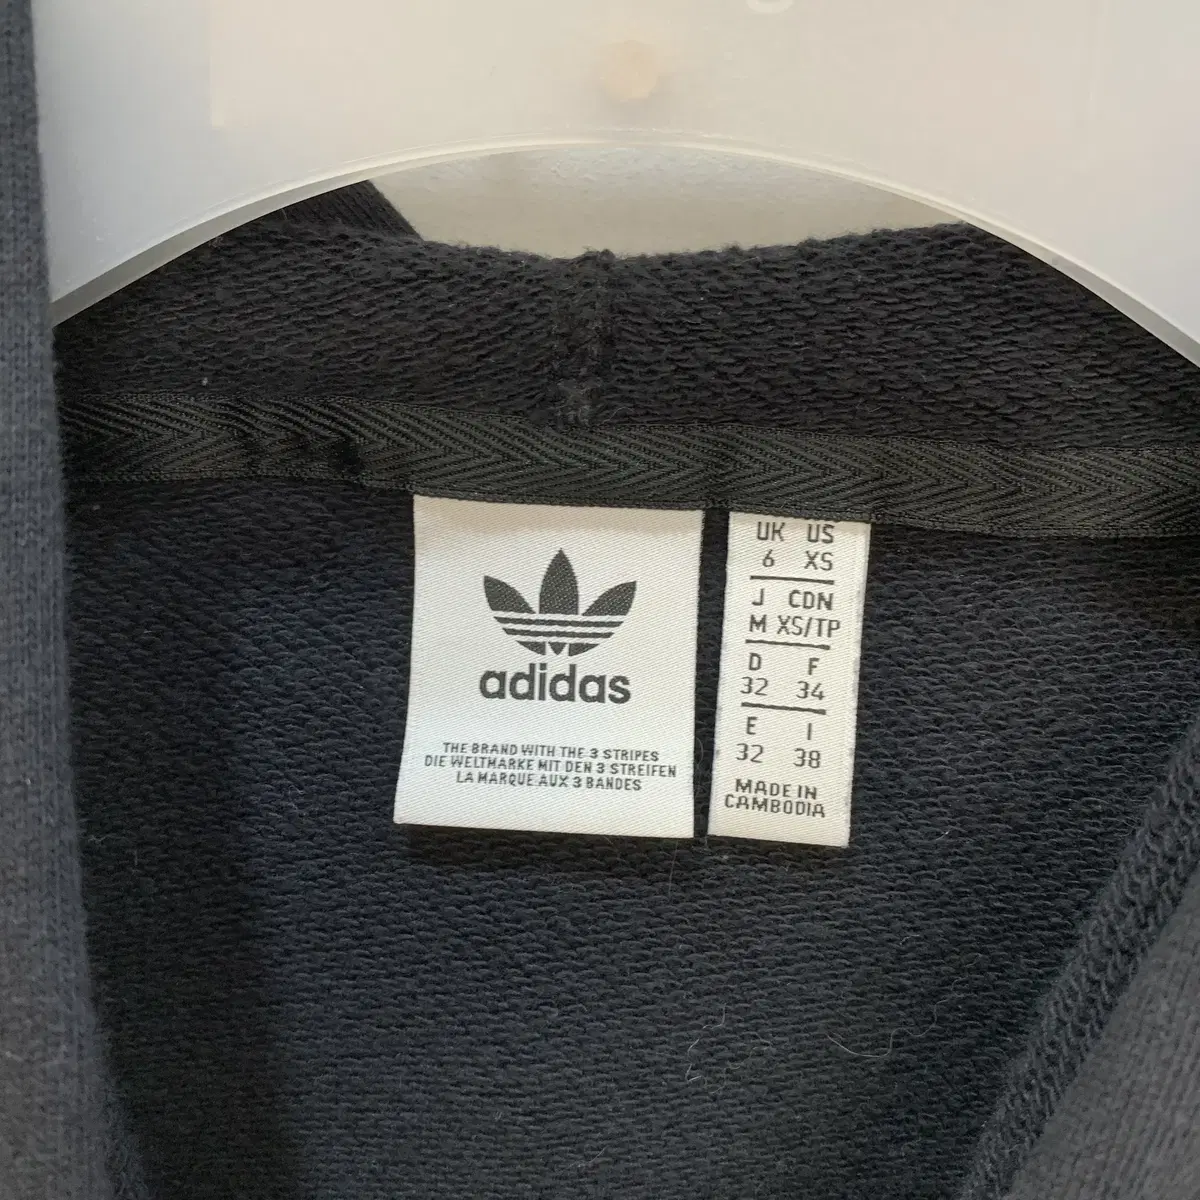 adidas
THE BRAND WITH THE 3 STRIPES
DIE WELTMARKE MIT DEN 3 STREIFEN
LA MARQUE AUX 3 BANDES
UK US
6 XS
J CDN
M XS/TP
D F
32 34
E I
32 38
MADE IN
CAMBODIA